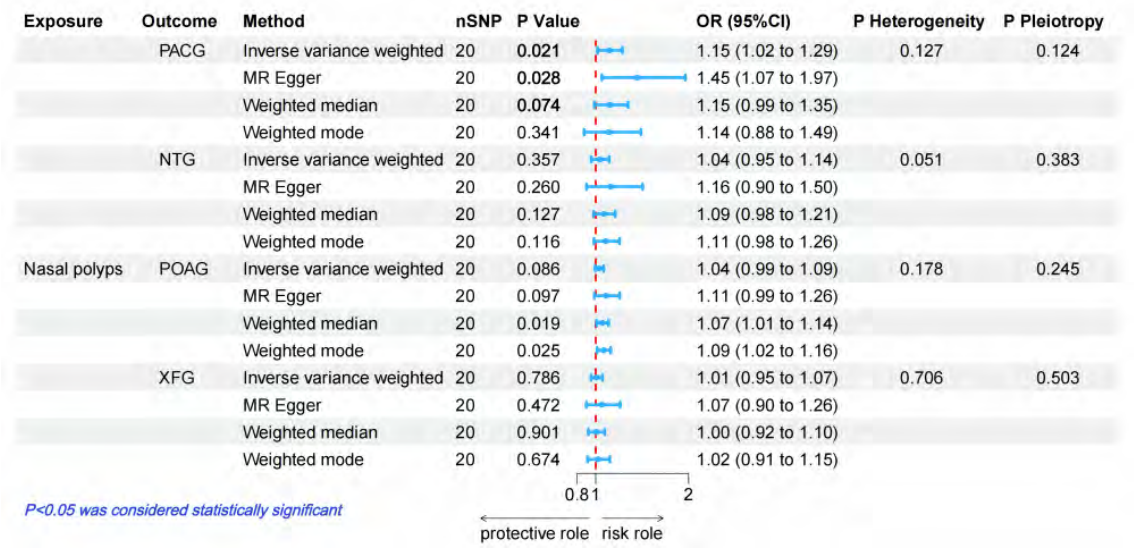 Exposure Outcome Method nSNP P Value OR (95%CI) P Heterogeneity P Pleiotropy
PACG Inverse variance weighted 20 0.021 1.15 (1.02 to 1.29) 0.127 0.124
MR Egger 20 0.028 1.45 (1.07 to 1.97)
Weighted median 20 0.074 1.15 (0.99 to 1.35)
Weighted mode 20 0.341 1.14 (0.88 to 1.49)
NTG Inverse variance weighted 20 0.357 1.04 (0.95 to 1.14) 0.051 0.383
MR Egger 20 0.260 1.16 (0.90 to 1.50)
Weighted median 20 0.127 1.09 (0.98 to 1.21)
Weighted mode 20 0.116 1.11 (0.98 to 1.26)
Nasal polyps POAG Inverse variance weighted 20 0.086 1.04 (0.99 to 1.09) 0.178 0.245
MR Egger 20 0.097 1.11 (0.99 to 1.26)
Weighted median 20 0.019 1.07 (1.01 to 1.14)
Weighted mode 20 0.025 1.09 (1.02 to 1.16)
XFG Inverse variance weighted 20 0.786 1.01 (0.95 to 1.07) 0.706 0.503
MR Egger 20 0.472 1.07 (0.90 to 1.26)
Weighted median 20 0.901 1.00 (0.92 to 1.10)
Weighted mode 20 0.674 1.02 (0.91 to 1.15)
0.8 1 2
P<0.05 was considered statistically significant
protective role risk role